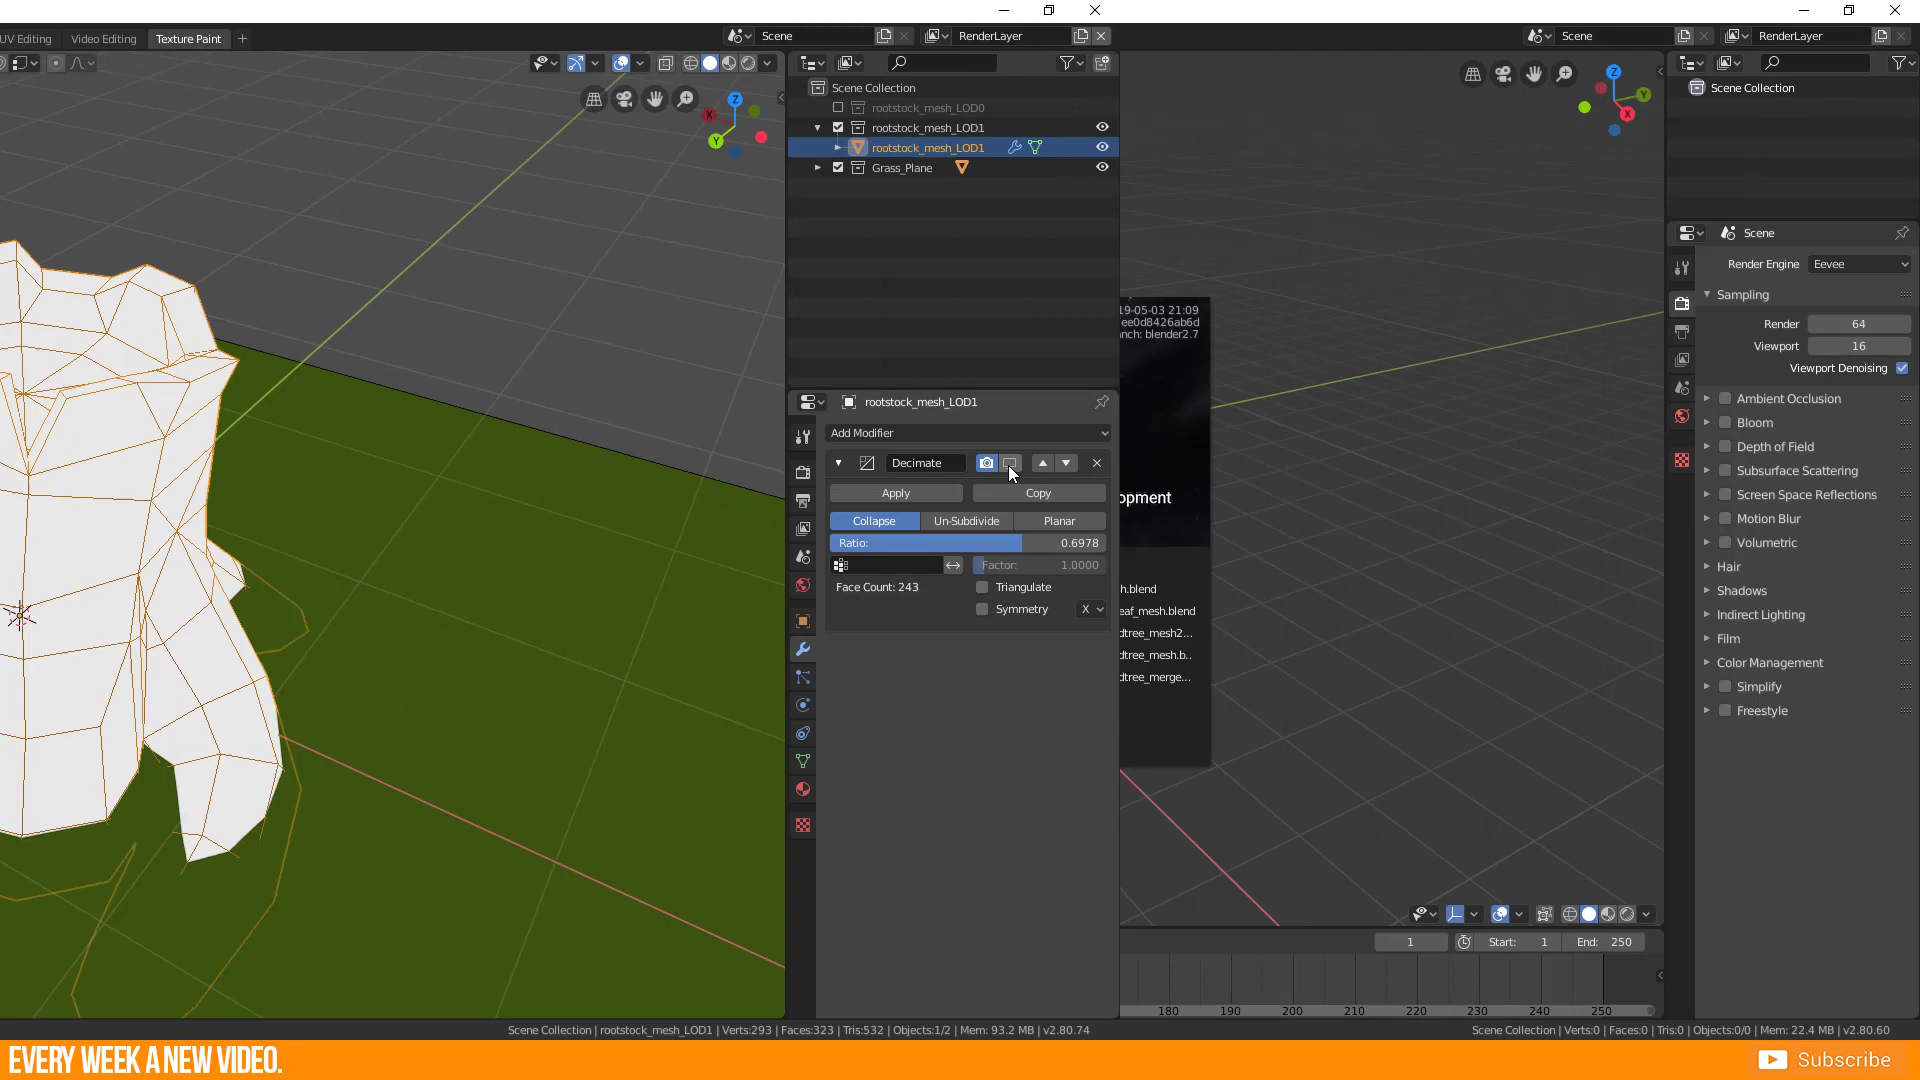 UV Editing Video Editing Texture Paint + Scene RenderLayer
Scene Collection
rootstock_mesh_LOD0
rootstock_mesh_LOD1
rootstock_mesh_LOD1
Grass_Plane
X
Y
Z
rootstock_mesh_LOD1
Add Modifier
Decimate
Apply Copy
Collapse Un-Subdivide Planar
Ratio: 0.6978
Factor: 1.0000
Face Count: 243 Triangulate
Symmetry X
Scene Collection | rootstock_mesh_LOD1 | Verts:293 | Faces:323 | Tris:532 | Objects:1/2 | Mem: 93.2 MB | v2.80.74
Scene RenderLayer
Scene Collection
Z
Y
X
19-05-03 21:09
ee0d8426ab6d
nch: blender2.7
opment
h.blend
eaf_mesh.blend
dtree_mesh2...
dtree_mesh.b..
dtree_merge...
Scene
Render Engine Eevee
Sampling
Render 64
Viewport 16
Viewport Denoising
Ambient Occlusion
Bloom
Depth of Field
Subsurface Scattering
Screen Space Reflections
Motion Blur
Volumetric
Hair
Shadows
Indirect Lighting
Film
Color Management
Simplify
Freestyle
1 Start: 1 End: 250
180 190 200 210 220 230 240 250
Scene Collection | Verts:0 | Faces:0 | Tris:0 | Objects:0/0 | Mem: 22.4 MB | v2.80.60
EVERY WEEK A NEW VIDEO.
Subscribe